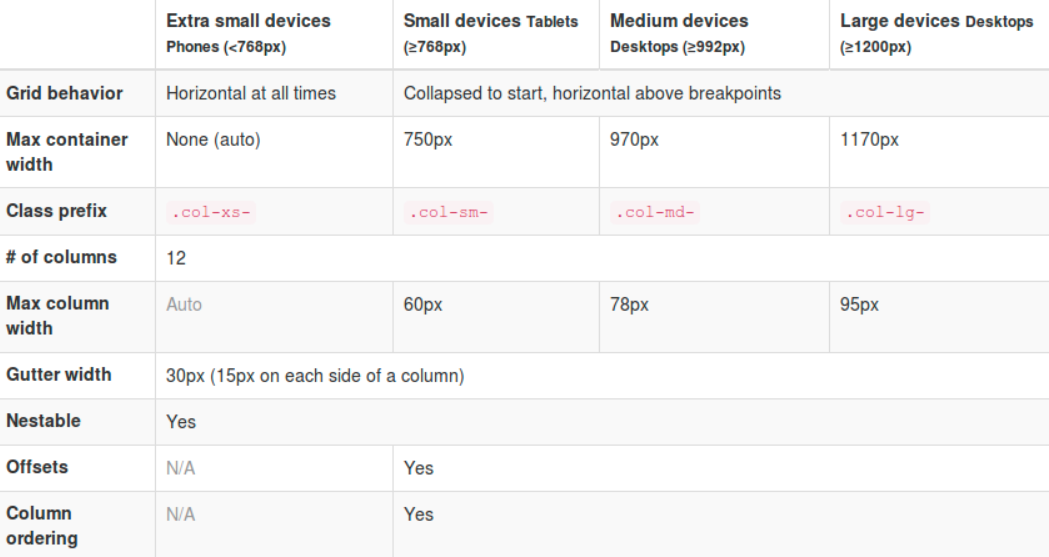 Extra small devices Small devices Tablets Medium devices Large devices Desktops
Phones (<768px) (≥768px) Desktops (≥992px) (≥1200px)
Grid behavior Horizontal at all times Collapsed to start, horizontal above breakpoints
Max container None (auto) 750px 970px 1170px
width
Class prefix .col-xs- .col-sm- .col-md- .col-lg-
# of columns 12
Max column Auto 60px 78px 95px
width
Gutter width 30px (15px on each side of a column)
Nestable Yes
Offsets N/A Yes
Column N/A Yes
ordering